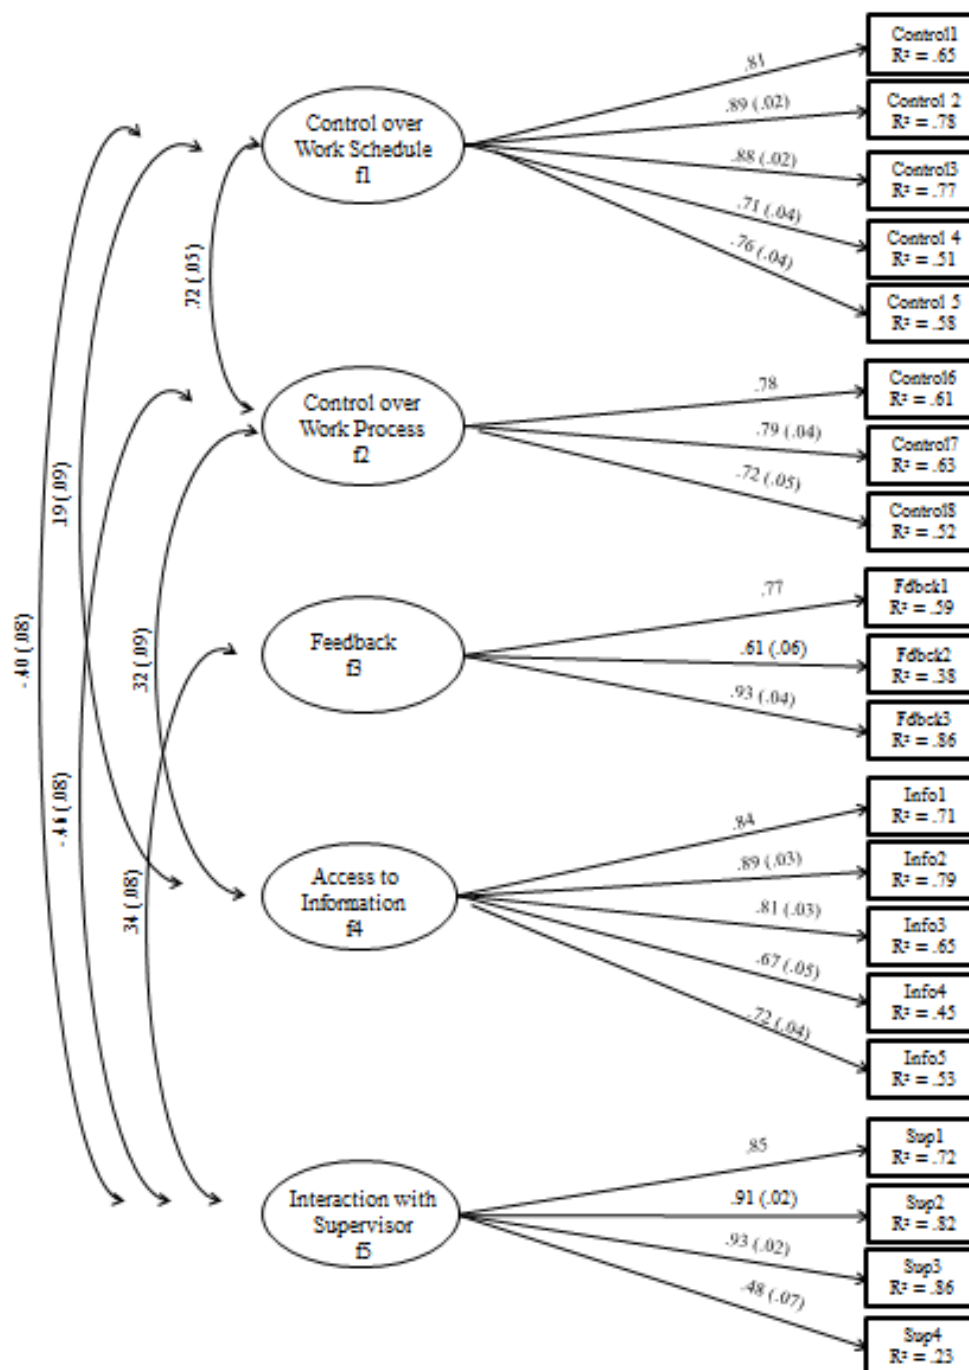 Control1
R² = .65
.81
Control 2
R² = .78
.89 (.02)
Control over
Work Schedule
f1
Control3
R² = .77
.88 (.02)
Control 4
R² = .51
.71 (.04)
Control 5
R² = .58
.76 (.04)
.72 (.05)
Control6
R² = .61
.78
Control over
Work Process
f2
Control7
R² = .63
.79 (.04)
Control8
R² = .52
.72 (.05)
.19 (.09)
Fdbck1
R² = .59
.77
Feedback
f3
Fdbck2
R² = .38
.61 (.06)
Fdbck3
R² = .86
.93 (.04)
-.40 (.08)
.32 (.09)
Info1
R² = .71
.84
Info2
R² = .79
.89 (.03)
Access to
Information
f4
Info3
R² = .65
.81 (.03)
Info4
R² = .45
.67 (.05)
Info5
R² = .53
.72 (.04)
(.08)
.34 (.08)
Sup1
R² = .72
.85
Sup2
R² = .82
.91 (.02)
Interaction with
Supervisor
f5
Sup3
R² = .86
.93 (.02)
Sup4
R² = .23
.48 (.07)